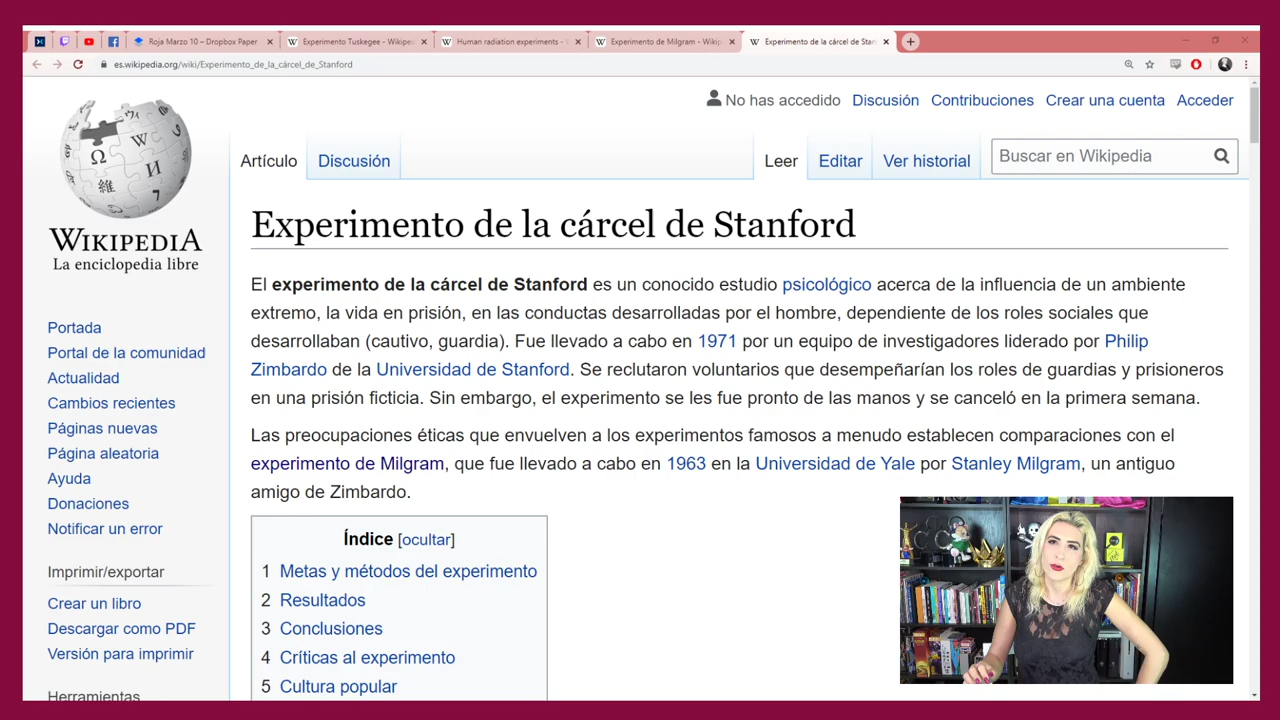 Roja Marzo 10 – Dropbox Paper
Experimento Tuskegee - Wikipe
Human radiation experiments -
Experimento de Milgram - Wikip
Experimento de la cárcel de Stan
es.wikipedia.org/wiki/Experimento_de_la_cárcel_de_Stanford
No has accedido Discusión Contribuciones Crear una cuenta Acceder
Artículo Discusión Leer Editar Ver historial Buscar en Wikipedia
WIKIPEDIA
La enciclopedia libre
Portada
Portal de la comunidad
Actualidad
Cambios recientes
Páginas nuevas
Página aleatoria
Ayuda
Donaciones
Notificar un error
Imprimir/exportar
Crear un libro
Descargar como PDF
Versión para imprimir
Herramientas
Experimento de la cárcel de Stanford
El experimento de la cárcel de Stanford es un conocido estudio psicológico acerca de la influencia de un ambiente
extremo, la vida en prisión, en las conductas desarrolladas por el hombre, dependiente de los roles sociales que
desarrollaban (cautivo, guardia). Fue llevado a cabo en 1971 por un equipo de investigadores liderado por Philip
Zimbardo de la Universidad de Stanford. Se reclutaron voluntarios que desempeñarían los roles de guardias y prisioneros
en una prisión ficticia. Sin embargo, el experimento se les fue pronto de las manos y se canceló en la primera semana.
Las preocupaciones éticas que envuelven a los experimentos famosos a menudo establecen comparaciones con el
experimento de Milgram, que fue llevado a cabo en 1963 en la Universidad de Yale por Stanley Milgram, un antiguo
amigo de Zimbardo.
Índice [ocultar]
1 Metas y métodos del experimento
2 Resultados
3 Conclusiones
4 Críticas al experimento
5 Cultura popular